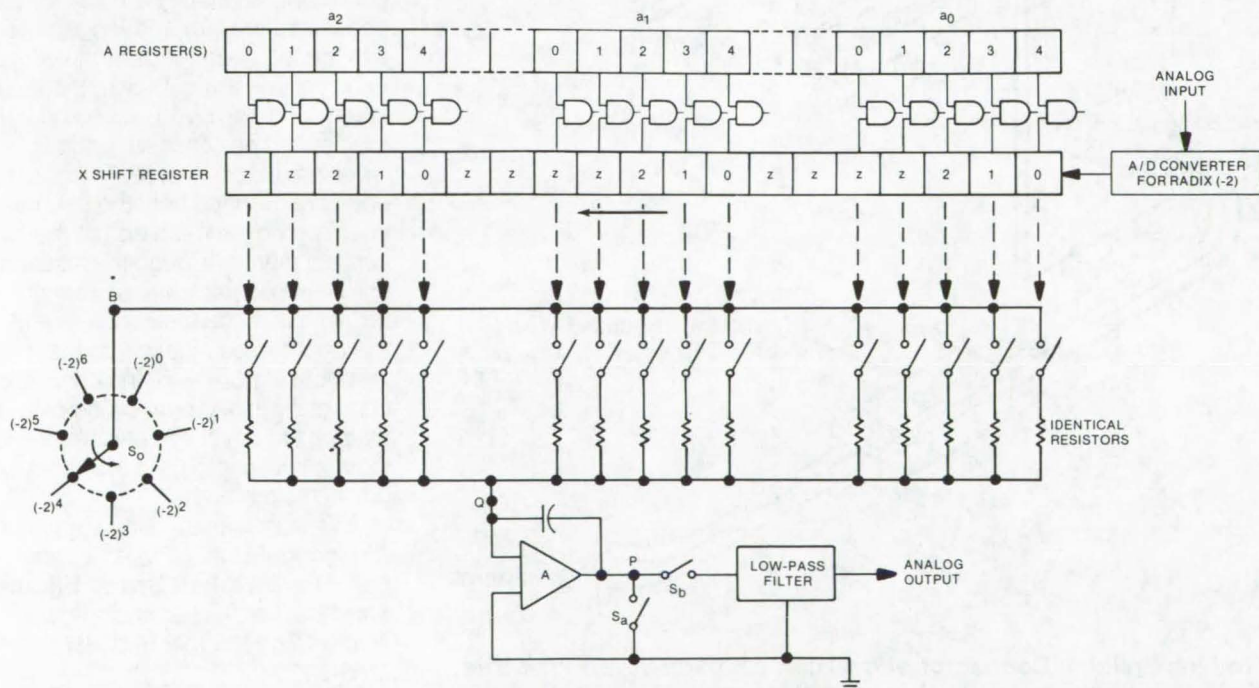 a2 a1 a0
A REGISTER(S) 0 1 2 3 4 0 1 2 3 4 0 1 2 3 4
ANALOG
INPUT
X SHIFT REGISTER z z 1 0 z z z z 2 0 z z z z 2 1 0
A/D CONVERTER
FOR RADIX (-2)
B
(-2)6 (-2)0
(-2)5 (-2)1
S0
(-2)4 (-2)2
(-2)3
IDENTICAL
RESISTORS
Q
A
P
Sb
Sa
LOW-PASS
FILTER
ANALOG
OUTPUT